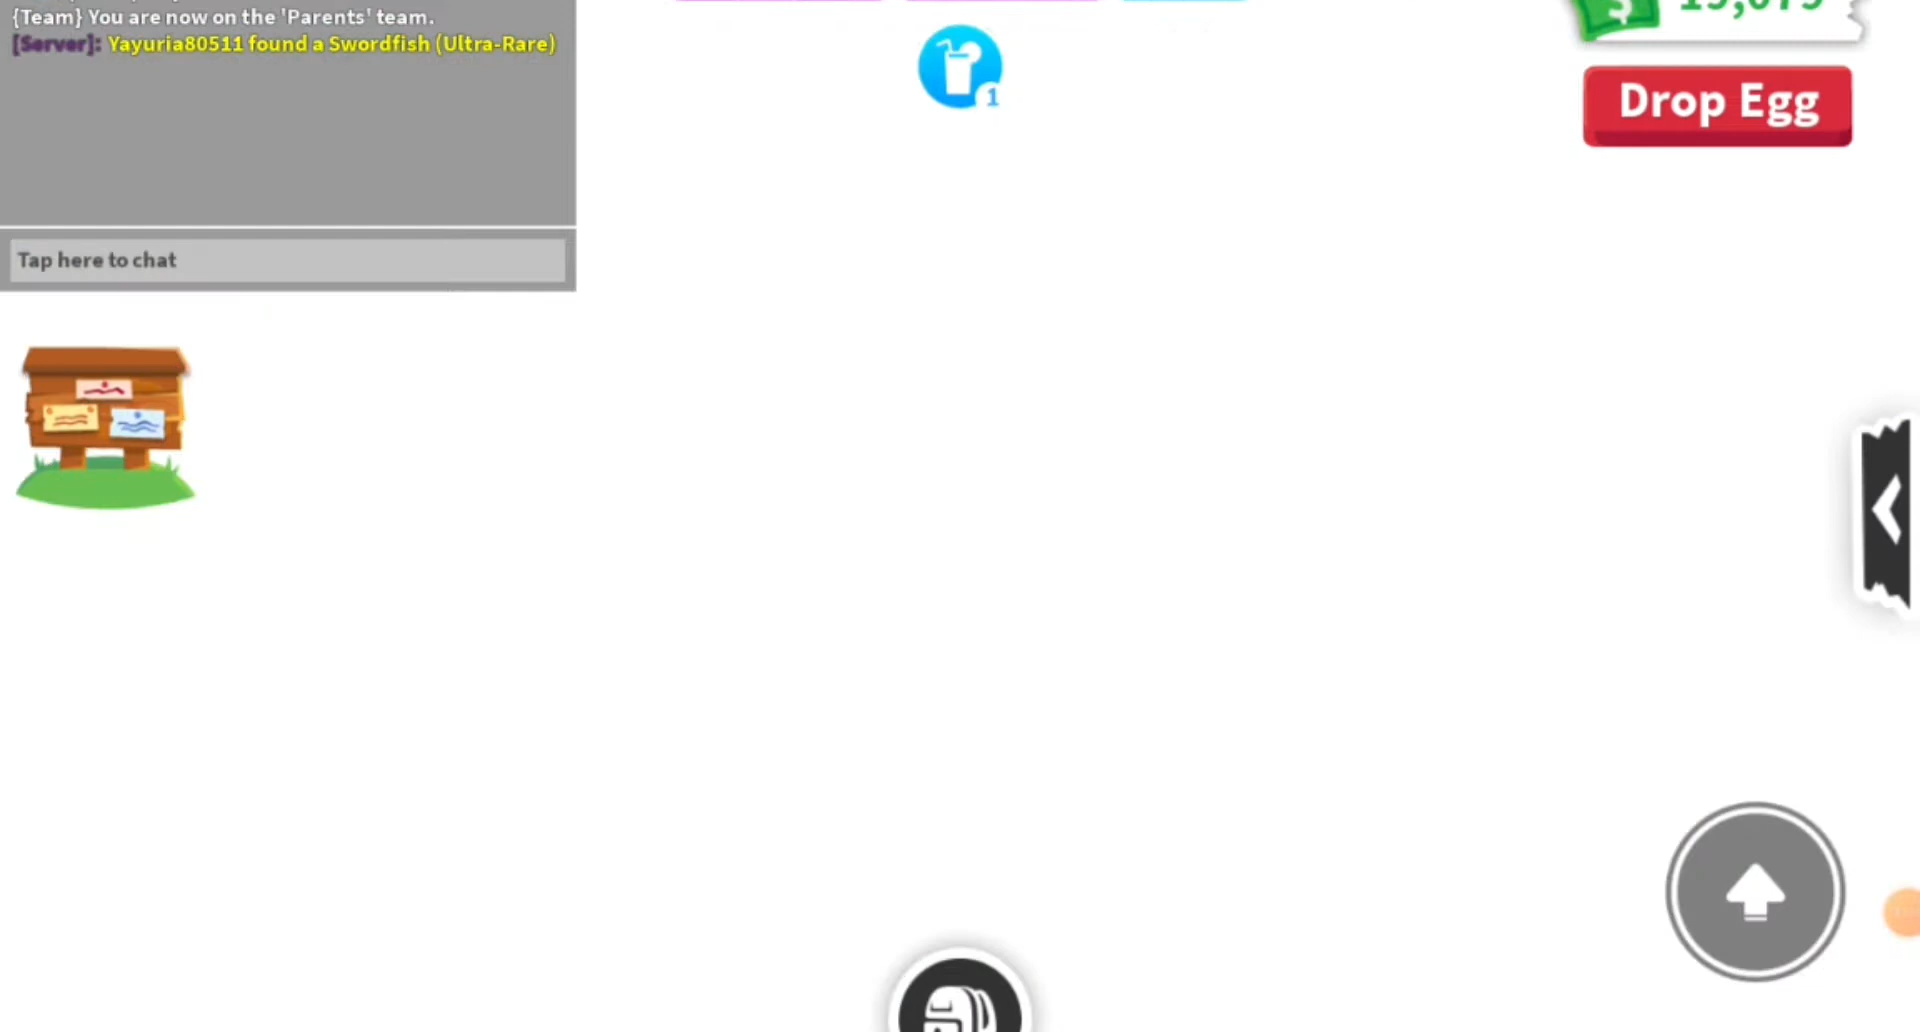 {Team} You are now on the 'Parents' team.
[Server]: Yayuria80511 found a Swordfish (Ultra-Rare)
1
Drop Egg
Tap here to chat